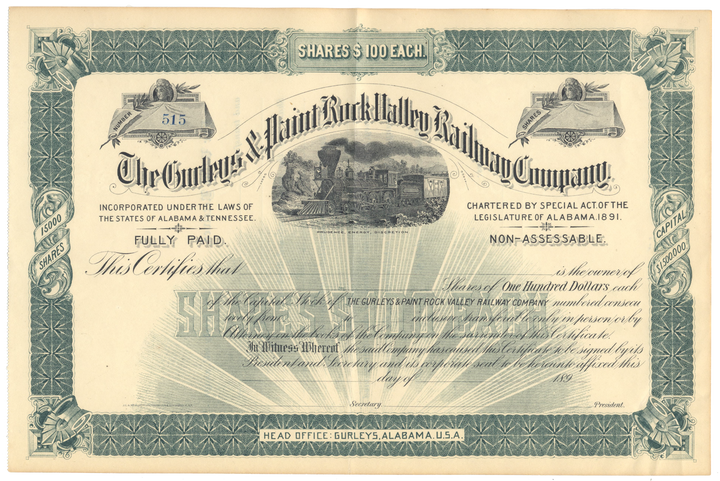 SHARES $100 EACH.
NUMBER
515
SHARES
The Gurleys & Paint Rock Valley Railway Company.
INCORPORATED UNDER THE LAWS OF
THE STATES OF ALABAMA & TENNESSEE.
FULLY PAID.
CHARTERED BY SPECIAL ACT. OF THE
LEGISLATURE OF ALABAMA. 1891.
NON-ASSESSABLE.
15000
SHARES
CAPITAL
$1,500,000
This Certifies that is the owner of
Shares of One Hundred Dollars each
of the Capital Stock of THE GURLEYS & PAINT ROCK VALLEY RAILWAY COMPANY numbered consecu
tively from to inclusive transferable only in person or by
Attorney on the books of the Company on the surrender of this Certificate.
In Witness Whereof the said Company has caused this Certificate to be signed by its
President and Secretary and its corporate seal to be hereunto affixed this
day of 189
Secretary.
President.
HEAD OFFICE: GURLEYS, ALABAMA, U.S.A.